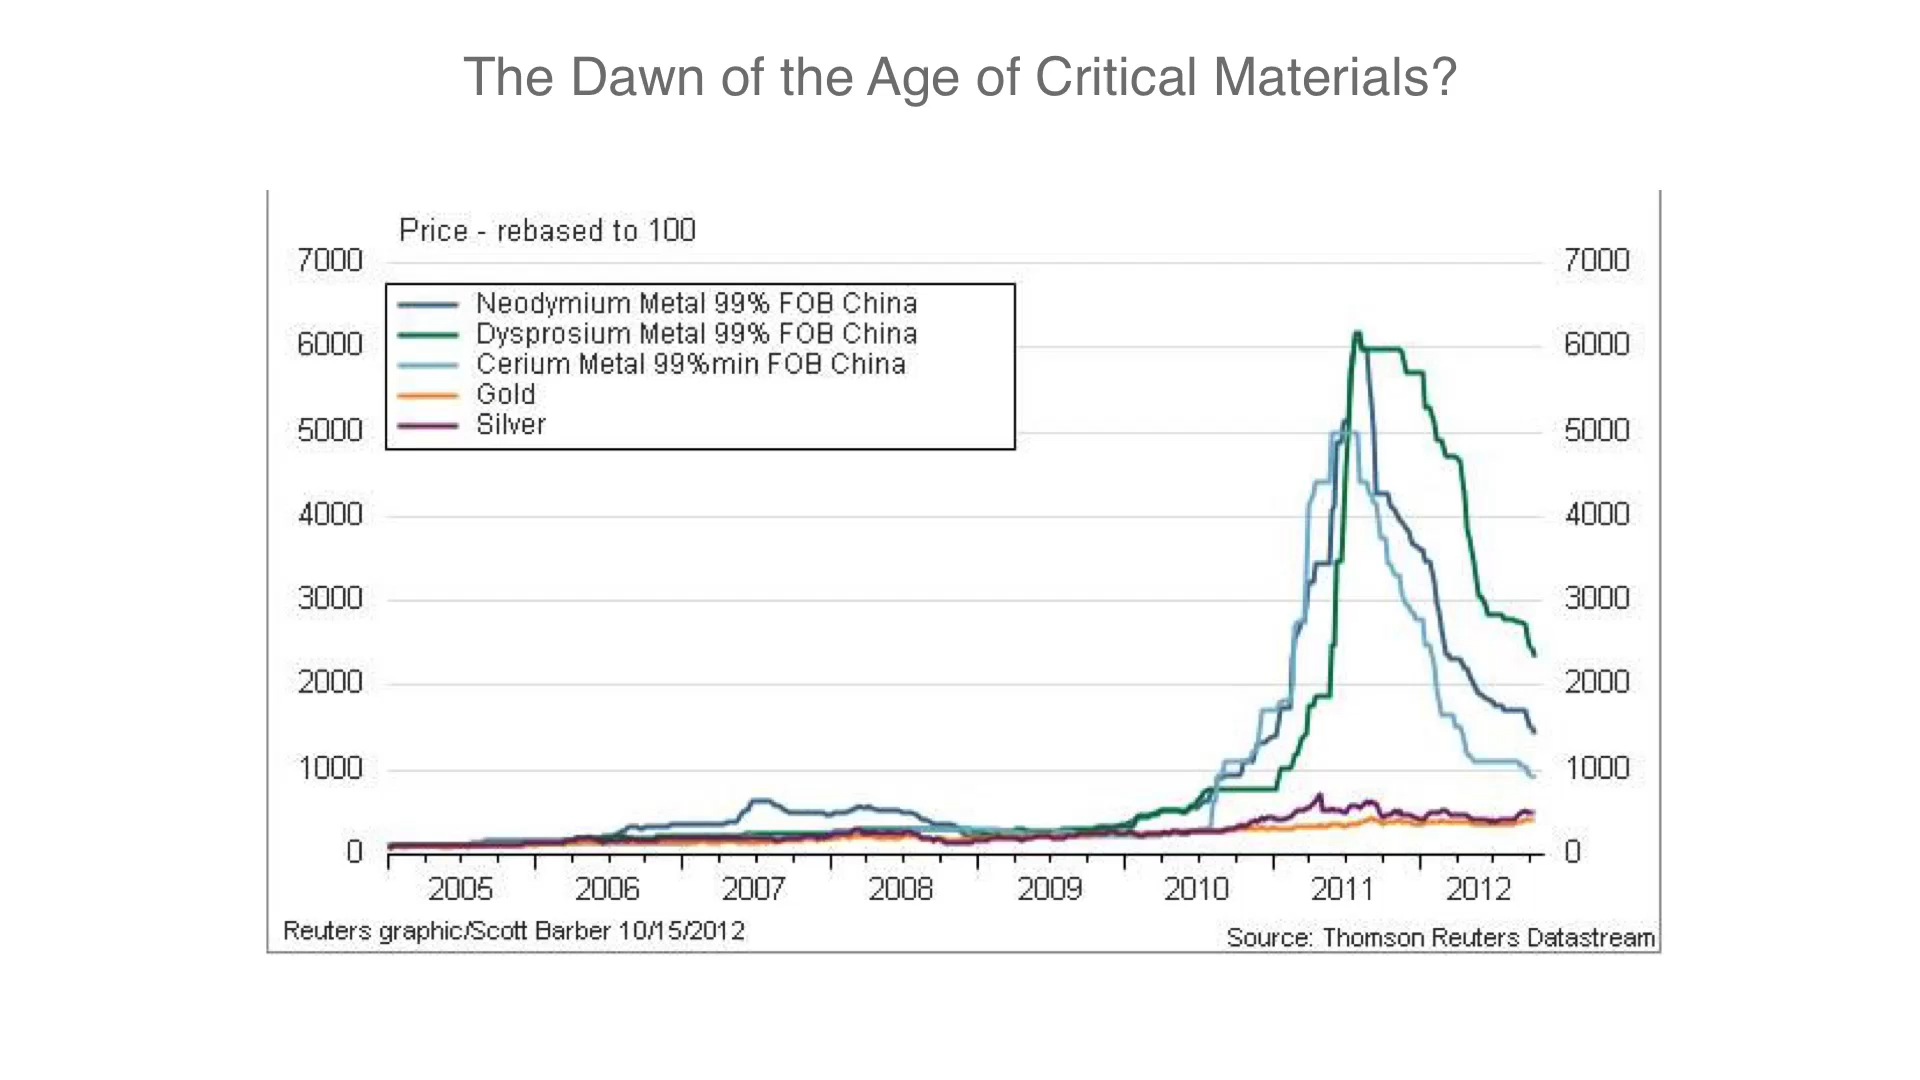 The Dawn of the Age of Critical Materials?
Price - rebased to 100
7000 7000
Neodymium Metal 99% FOB China
Dysprosium Metal 99% FOB China
6000 6000
Cerium Metal 99%min FOB China
Gold
Silver
5000 5000
4000 4000
3000 3000
2000 2000
1000 1000
0 0
2005 2006 2007 2008 2009 2010 2011 2012
Reuters graphic/Scott Barber 10/15/2012
Source: Thomson Reuters Datastream